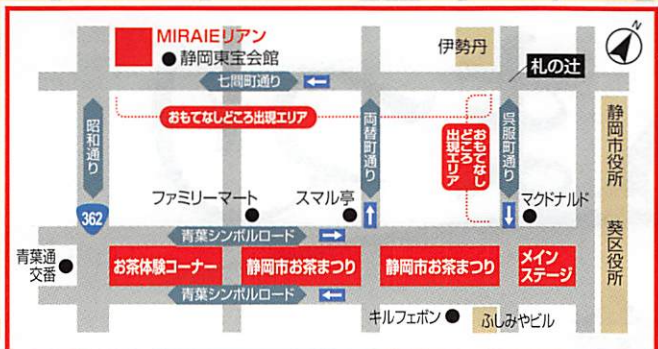 MIRAIEリアン
静岡東宝会館
伊勢丹
N
札の辻
七間町通り
おもてなしどころ出現エリア
昭和通り
両替町通り
おもてなし
どころ
出現エリア
呉服町通り
静岡市役所 葵区役所
ファミリーマート
スマル亭
マクドナルド
362
青葉シンボルロード
青葉通
交番
お茶体験コーナー
静岡市お茶まつり
静岡市お茶まつり
メイン
ステージ
青葉シンボルロード
キルフェボン
ふしみやビル